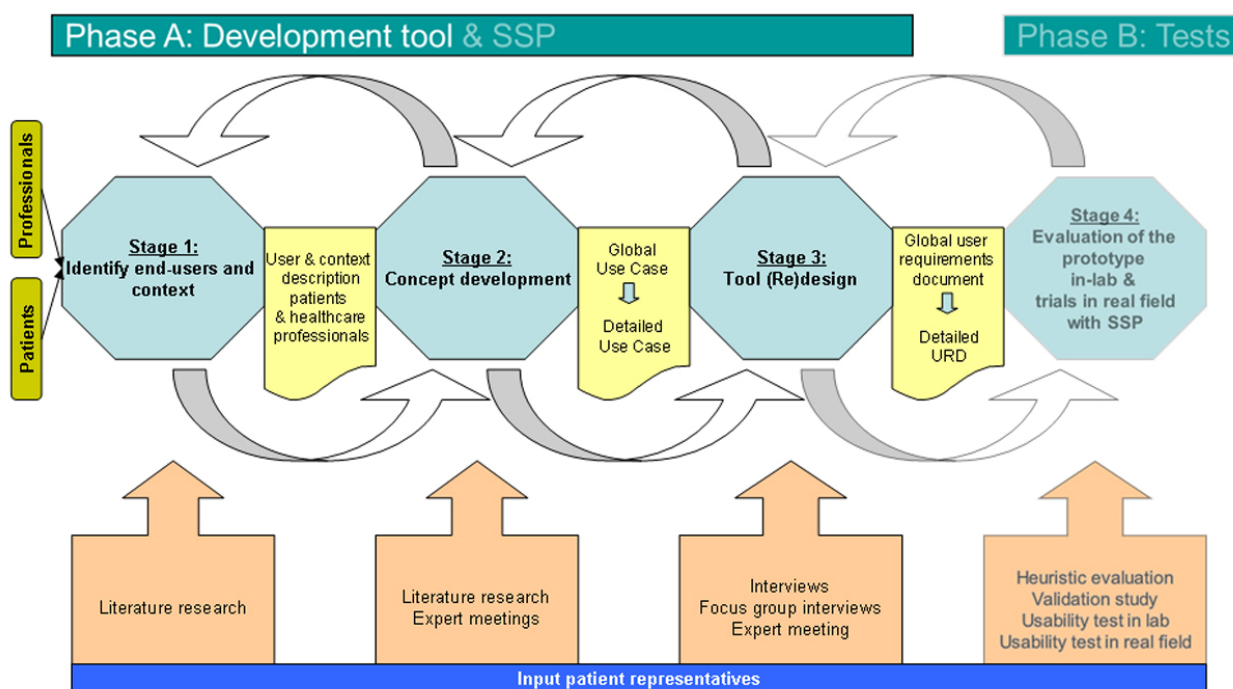 Phase A: Development tool & SSP
Phase B: Tests
Professionals
Patients
Stage 1:
Identify end-users and
context
User & context
description
patients
& healthcare
professionals
Stage 2:
Concept development
Global
Use Case
Detailed
Use Case
Stage 3:
Tool (Re)design
Global user
requirements
document
Detailed
URD
Stage 4:
Evaluation of the
prototype
in-lab &
trials in real field
with SSP
Literature research
Literature research
Expert meetings
Interviews
Focus group interviews
Expert meeting
Heuristic evaluation
Validation study
Usability test in lab
Usability test in real field
Input patient representatives